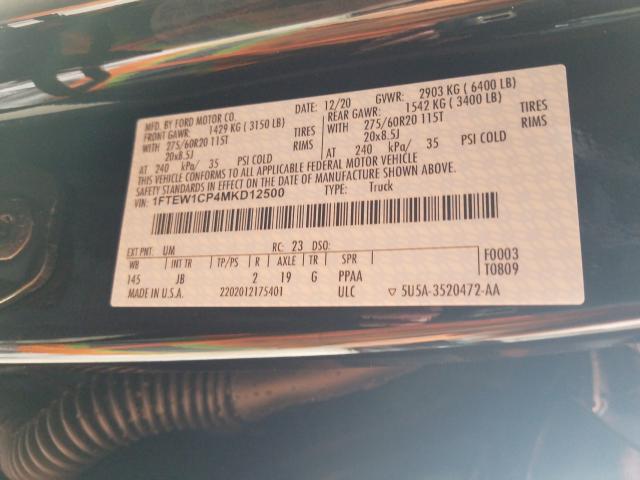 MFD. BY FORD MOTOR CO. DATE: 12/20 GVWR: 2903 KG ( 6400 LB)
FRONT GAWR: 1429 KG ( 3150 LB) REAR GAWR: 1542 KG ( 3400 LB)
WITH 275/60R20 115T TIRES WITH 275/60R20 115T TIRES
20x8.5J RIMS 20x8.5J RIMS
AT 240 kPa/ 35 PSI COLD AT 240 kPa/ 35 PSI COLD
THIS VEHICLE CONFORMS TO ALL APPLICABLE FEDERAL MOTOR VEHICLE
SAFETY STANDARDS IN EFFECT ON THE DATE OF MANUFACTURE SHOWN ABOVE.
VIN: 1FTEW1CP4MKD12500 TYPE: Truck
EXT PNT: UM RC: 23 DSO:
WB INT TR TP/PS R AXLE TR SPR F0003
145 JB 2 19 G PPAA T0809
MADE IN U.S.A. 2202012175401 ULC 5U5A-3520472-AA